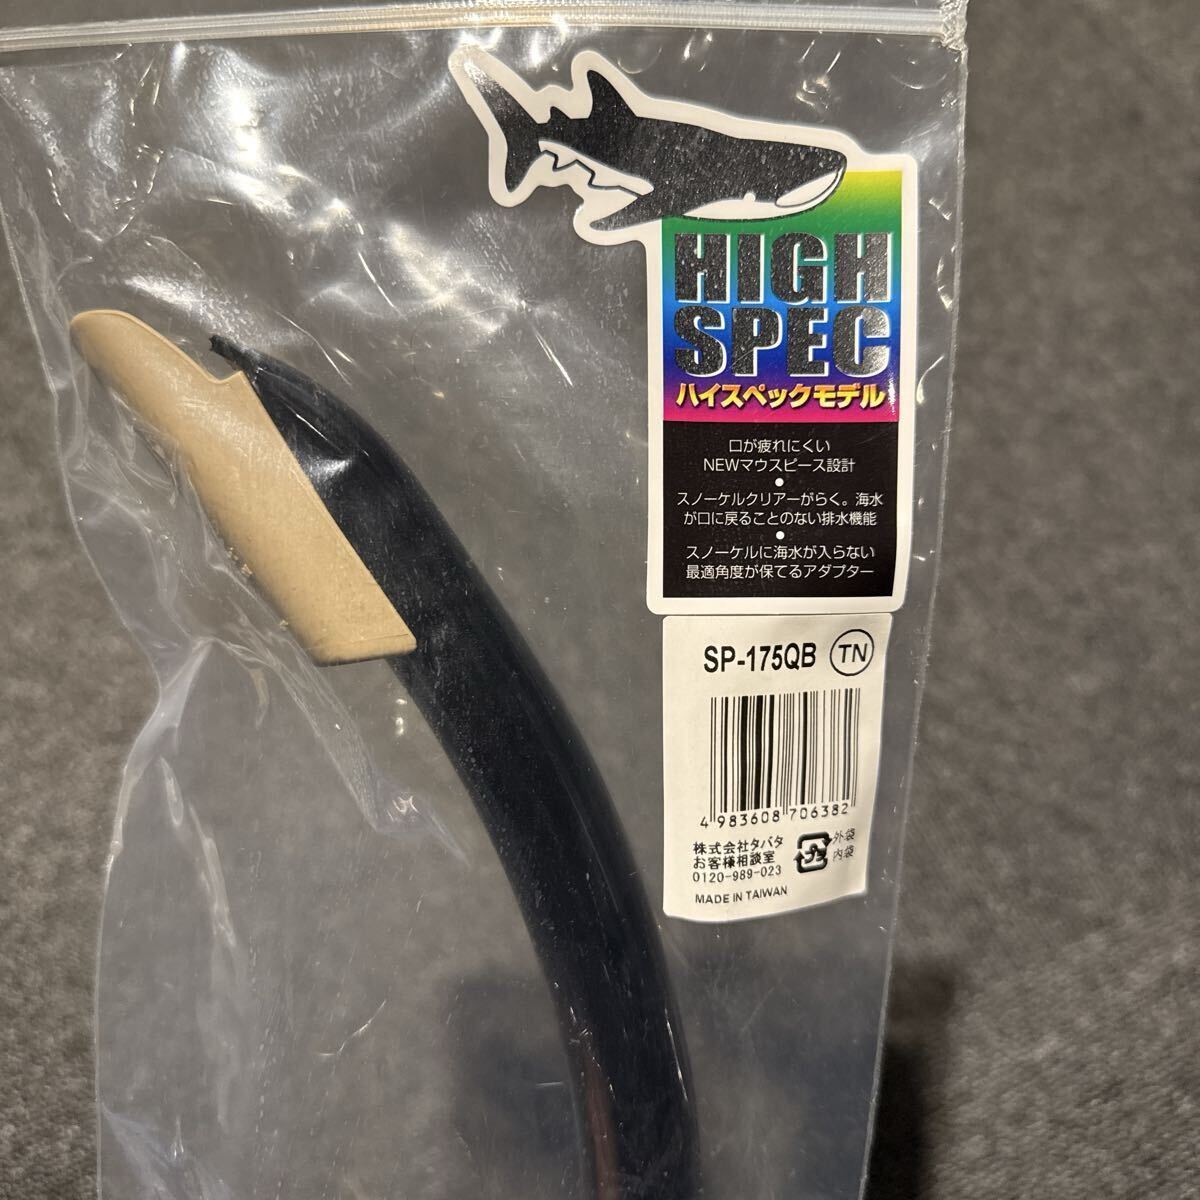 HIGH
SPEC
ハイスペックモデル
口が疲れにくい
NEWマウスピース設計
●
スノーケルクリアーがらく。海水
が口に戻ることのない排水機能
●
スノーケルに海水が入らない
最適角度が保てるアダプター
SP-175QB TN
4 983608 706382
株式会社タバタ
お客様相談室
0120-989-023
プラ 外袋
内袋
MADE IN TAIWAN